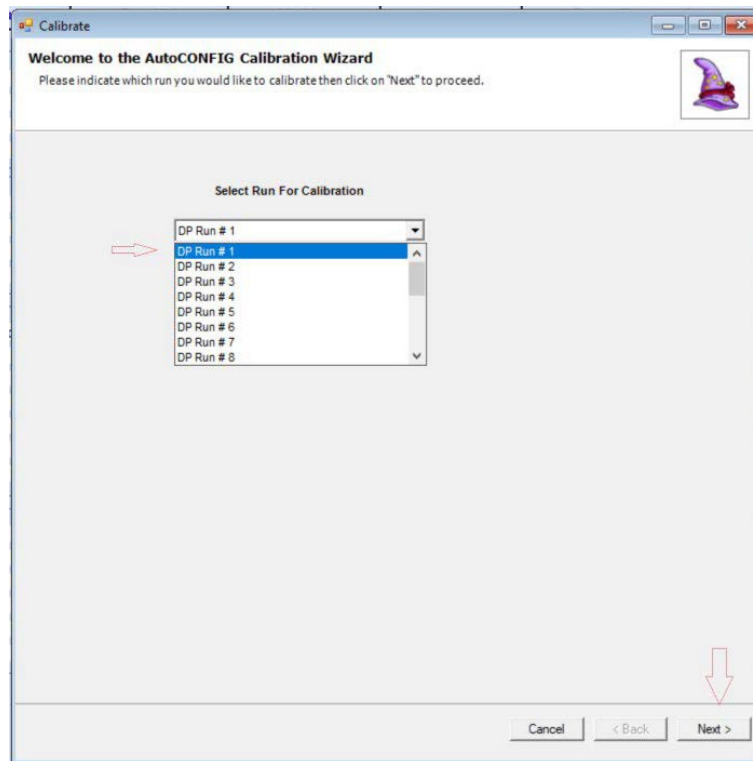 Calibrate
Welcome to the AutoCONFIG Calibration Wizard
Please indicate which run you would like to calibrate then click on "Next" to proceed.
Select Run For Calibration
DP Run # 1
DP Run # 1
DP Run # 2
DP Run # 3
DP Run # 4
DP Run # 5
DP Run # 6
DP Run # 7
DP Run # 8
Cancel < Back Next >